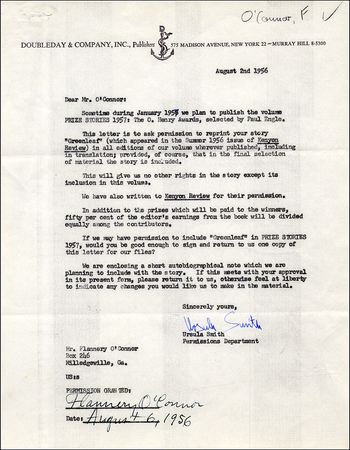 O'Connor, F
DOUBLEDAY & COMPANY, INC., Publishers 575 MADISON AVENUE, NEW YORK 22 — MURRAY HILL 8-5300
August 2nd 1956
Dear Mr. O'Connor:
Sometime during January 1957 we plan to publish the volume
PRIZE STORIES 1957: The O. Henry Awards, selected by Paul Engle.
This letter is to ask permission to reprint your story
"Greenleaf" (which appeared in the Summer 1956 issue of Kenyon
Review) in all editions of our volume wherever published, including
in translation; provided, of course, that in the final selection
of material the story is included.
This will give us no other rights in the story except its
inclusion in this volume.
We have also written to Kenyon Review for their permission.
In addition to the prizes which will be paid to the winners,
fifty per cent of the editor's earnings from the book will be divided
equally among the contributors.
If we may have permission to include "Greenleaf" in PRIZE STORIES
1957, would you be good enough to sign and return to us one copy of
this letter for our files?
We are enclosing a short autobiographical note which we are
planning to include with the story. If this meets with your approval
in its present form, please return it to us, otherwise feel at liberty
to indicate any changes you would like us to make in the material.
Sincerely yours,
Ursula Smith
Ursula Smith
Permissions Department
Mr. Flannery O'Connor
Box 246
Milledgeville, Ga.
US:s
PERMISSION GRANTED:
Flannery O'Connor
Date: August 6, 1956